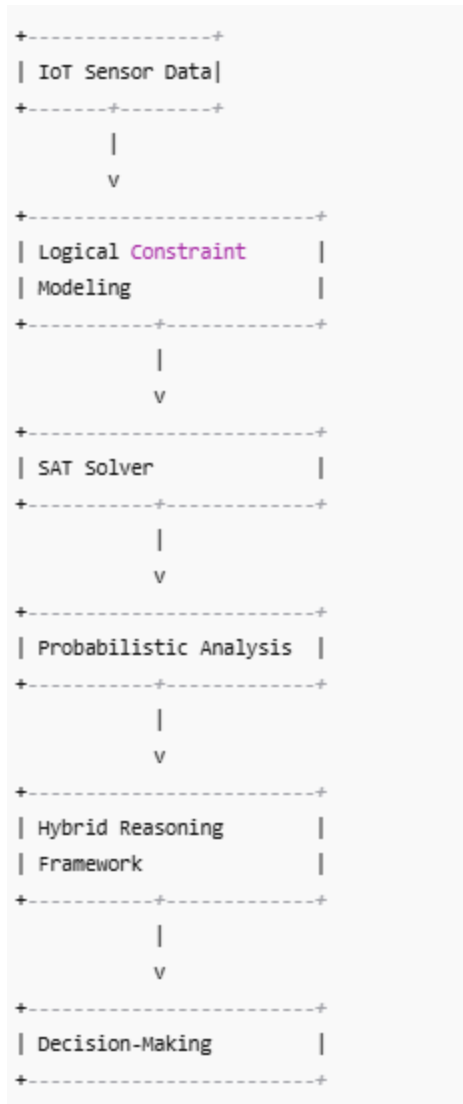 +----------------+
| IoT Sensor Data|
+-------+--------+
        |
        v
+-------------------------+
| Logical Constraint      |
| Modeling                |
+-----------+-------------+
            |
            v
+-------------------------+
| SAT Solver              |
+-----------+-------------+
            |
            v
+-------------------------+
| Probabilistic Analysis  |
+-----------+-------------+
            |
            v
+-------------------------+
| Hybrid Reasoning        |
| Framework               |
+-----------+-------------+
            |
            v
+-------------------------+
| Decision-Making         |
+-------------------------+